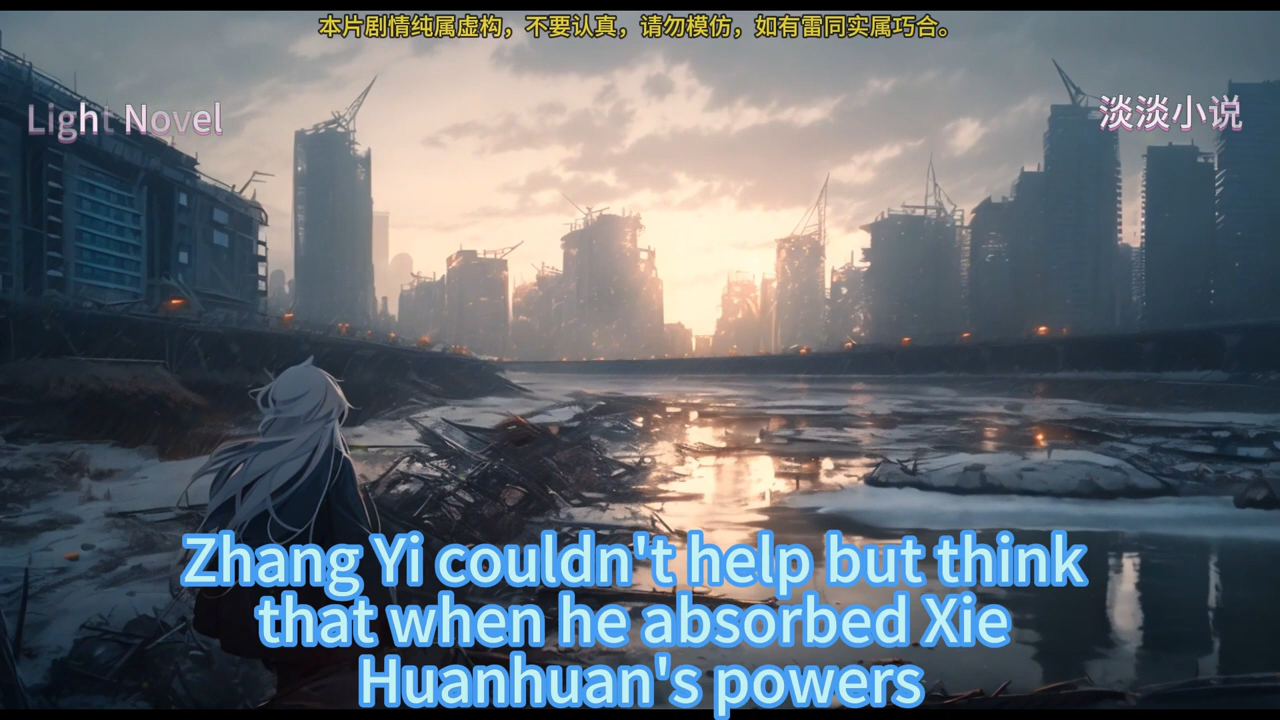 本片剧情纯属虚构，不要认真，请勿模仿，如有雷同实属巧合。
Light Novel
淡淡小说
Zhang Yi couldn't help but think
that when he absorbed Xie
Huanhuan's powers